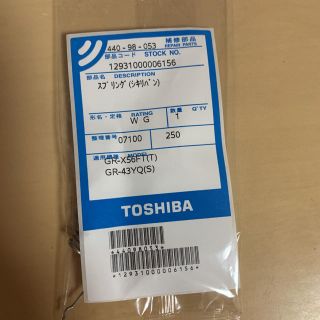 440-98-053
補修部品
REPAIR PARTS
部品コード STOCK NO.
12931000006156
部品名 DESCRIPTION
スプリング(シキリバン)
形名・定格 RATING
W G
数量 Q'TY
1
整理番号
07100
250
適用機種 MODEL
GR-X56FT(T)
GR-43YQ(S)
TOSHIBA
*44098053*
*12931000006156*